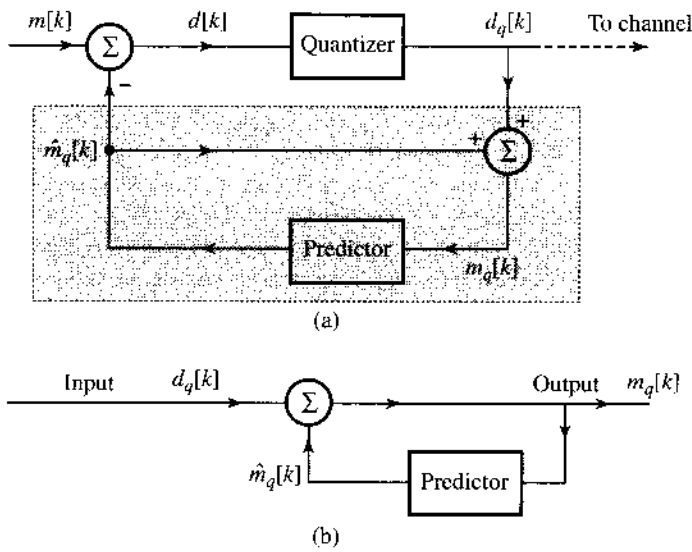 m[k]
Σ
d[k]
Quantizer
d_q[k]
To channel
−
+
+
Σ
m̂_q[k]
Predictor
m_q[k]
(a)
Input
d_q[k]
Σ
Output
m_q[k]
m̂_q[k]
Predictor
(b)